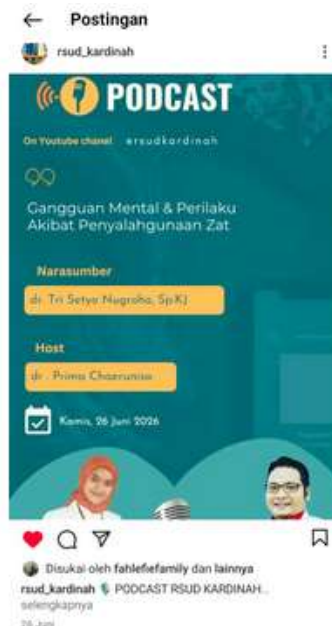 Postingan
rsud_kardinah
PODCAST
On Youtube chanel @rsudkardinah
Gangguan Mental & Perilaku
Akibat Penyalahgunaan Zat
Narasumber
dr. Tri Setyo Nugroho, Sp.KJ
Host
dr. Prima Chaerunisa
Kamis, 26 Juni 2026
Disukai oleh fahlefiefamily dan lainnya
rsud_kardinah PODCAST RSUD KARDINAH...
selengkapnya
26 Juni